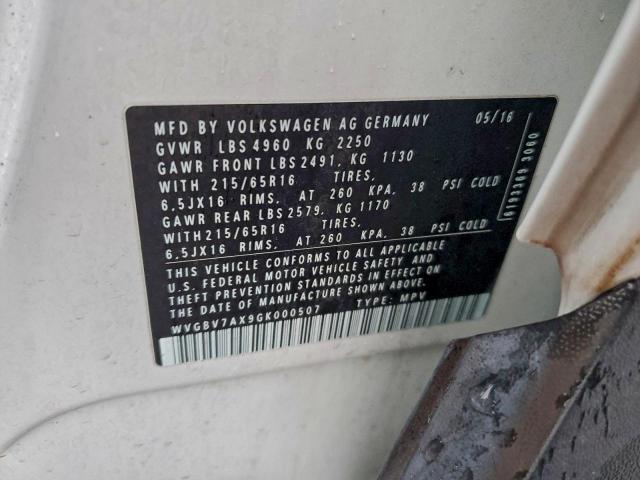 MFD BY VOLKSWAGEN AG GERMANY 05/16
GVWR LBS 4960 KG 2250
GAWR FRONT LBS 2491, KG 1130
WITH 215/65R16 TIRES,
6,5JX16 RIMS, AT 260 KPA, 38 PSI COLD
GAWR REAR LBS 2579, KG 1170
WITH 215/65R16 TIRES,
6,5JX16 RIMS, AT 260 KPA, 38 PSI COLD
THIS VEHICLE CONFORMS TO ALL APPLICABLE
U.S. FEDERAL MOTOR VEHICLE SAFETY AND
THEFT PREVENTION STANDARDS IN EFFECT ON
THE DATE OF MANUFACTURE SHOWN ABOVE.
WVGBV7AX9GK000507 TYPE: MPV
3060